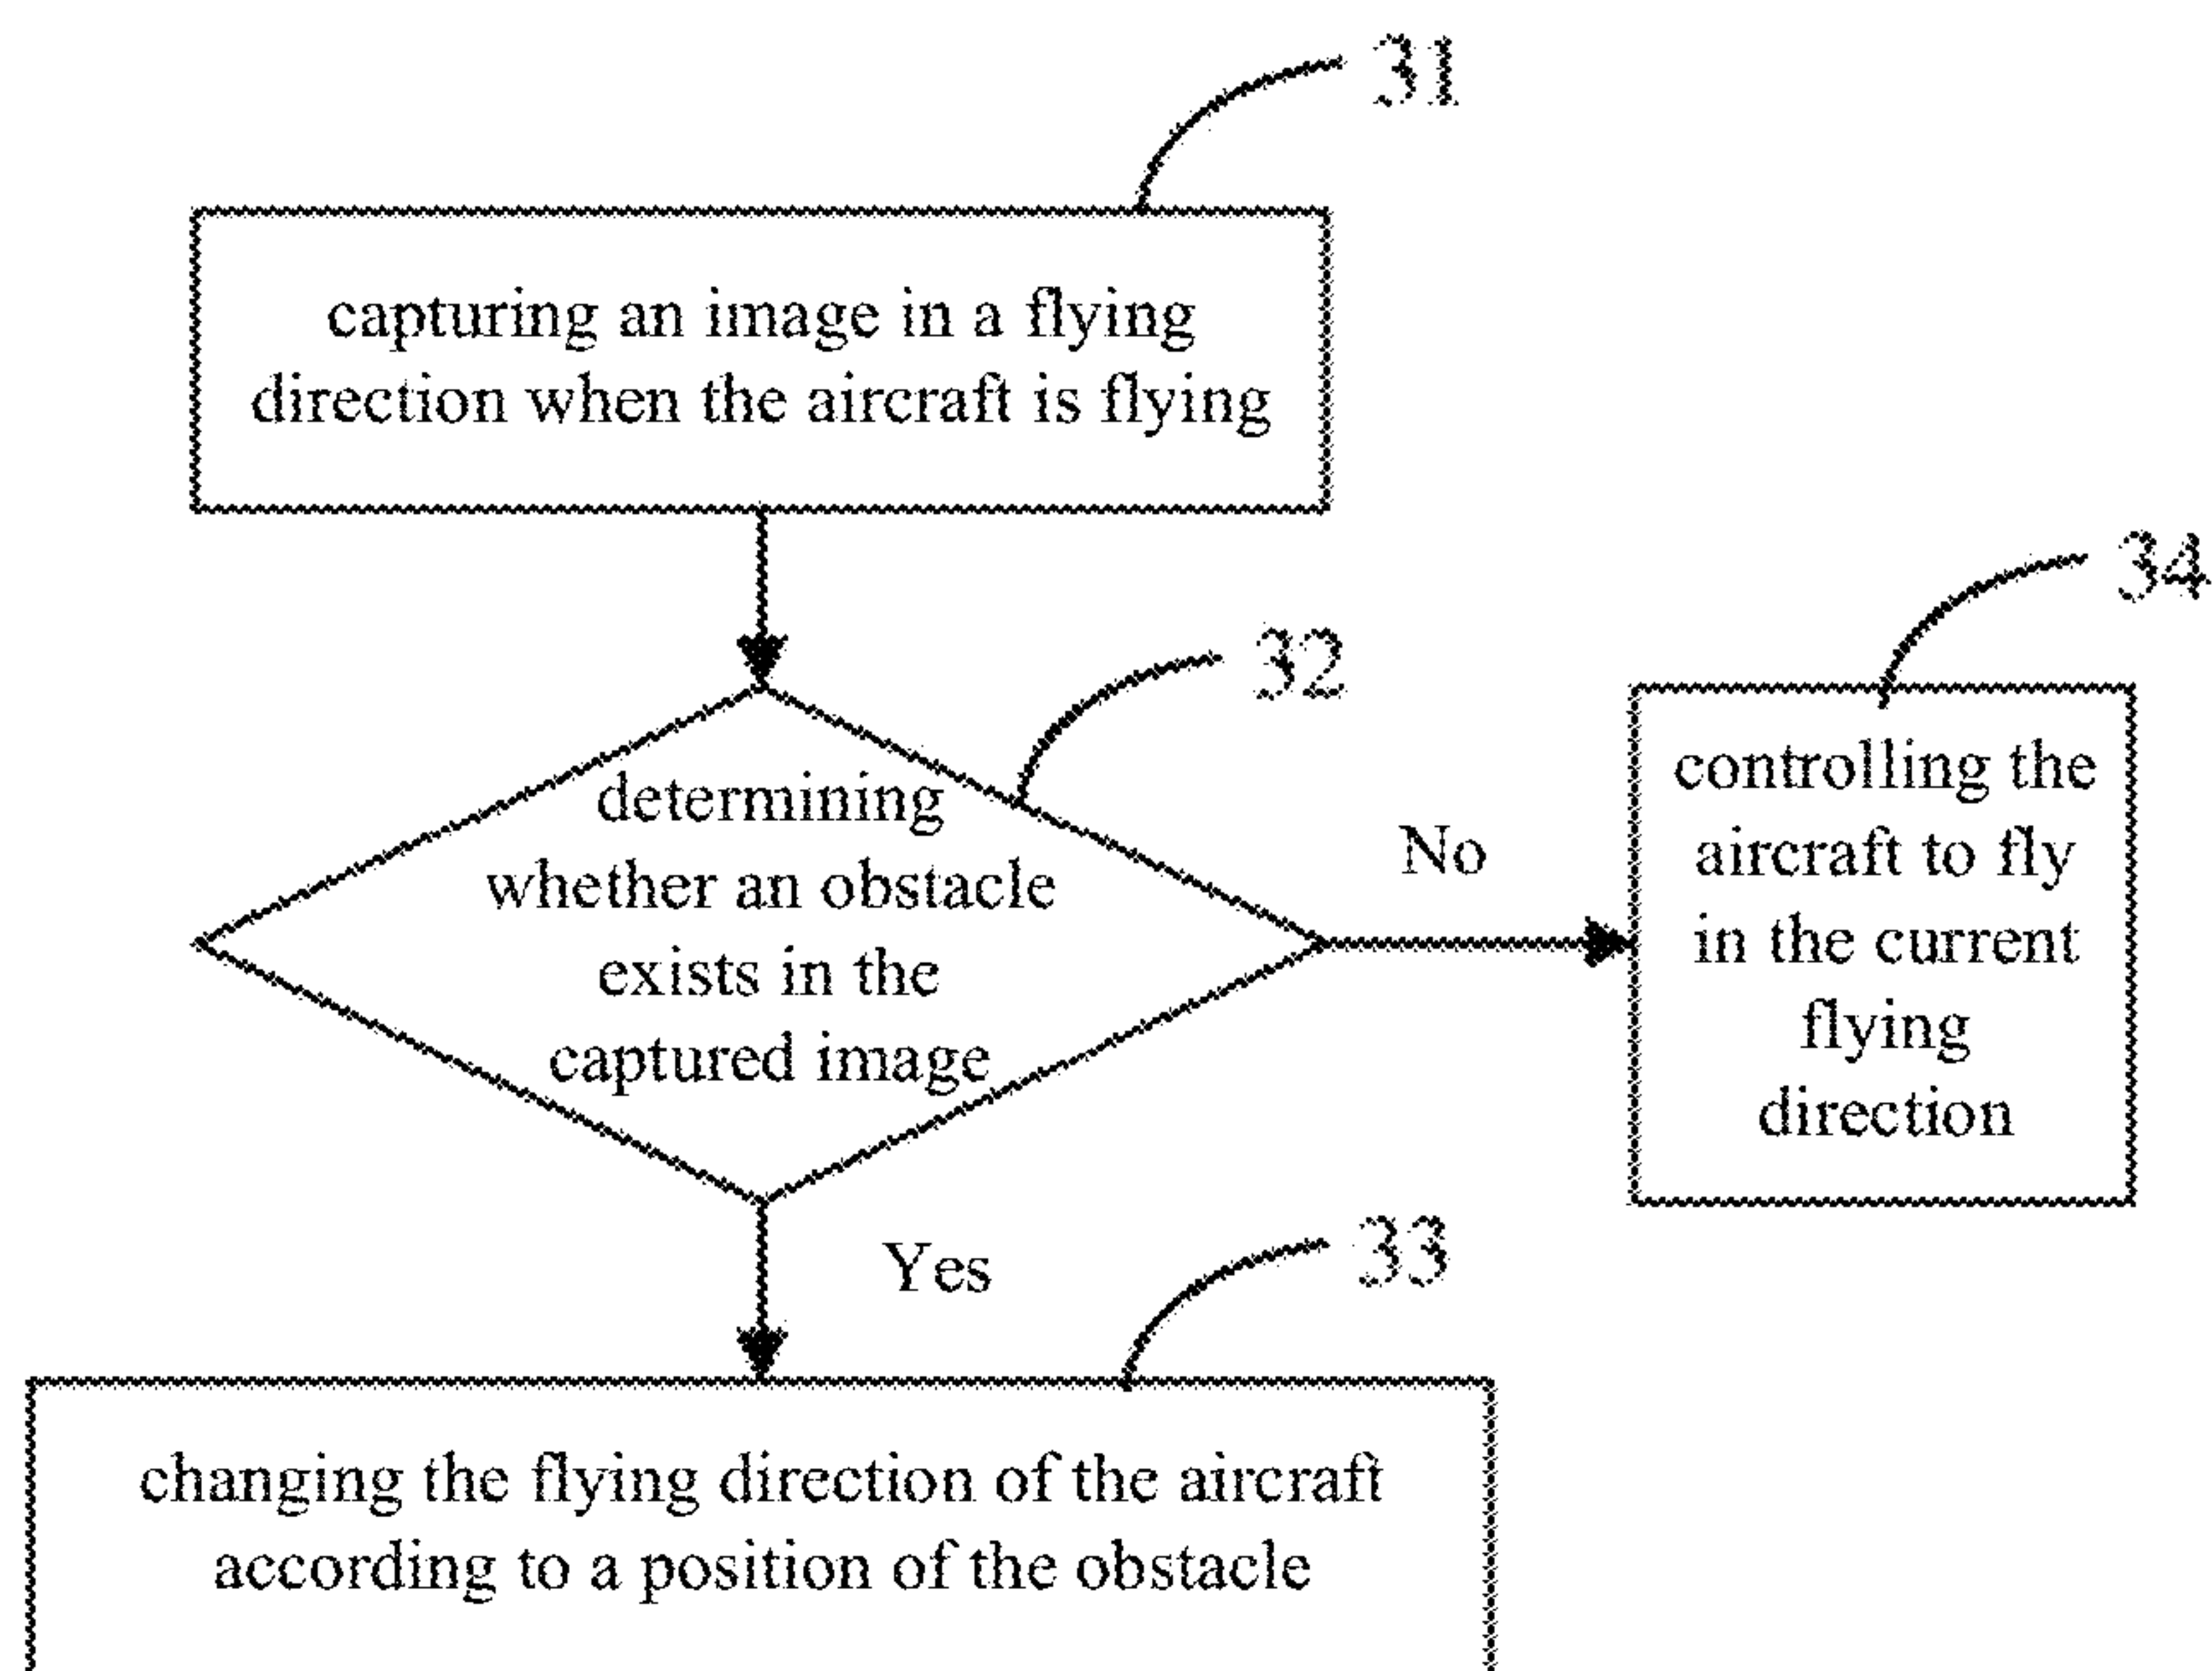 31
capturing an image in a flying
direction when the aircraft is flying
32
determining
whether an obstacle
exists in the
captured image
No
34
controlling the
aircraft to fly
in the current
flying
direction
Yes
33
changing the flying direction of the aircraft
according to a position of the obstacle